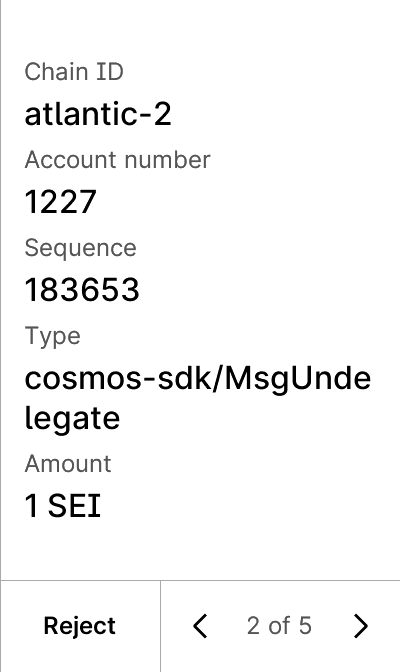 Chain ID
atlantic-2
Account number
1227
Sequence
183653
Type
cosmos-sdk/MsgUnde
legate
Amount
1 SEI
Reject
2 of 5